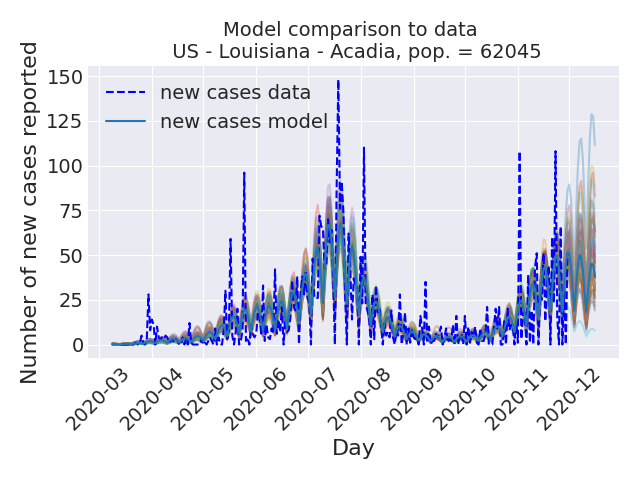 Model comparison to data
US - Louisiana - Acadia, pop. = 62045
Number of new cases reported
150
125
100
75
50
25
0
new cases data
new cases model
2020-03
2020-04
2020-05
2020-06
2020-07
2020-08
2020-09
2020-10
2020-11
2020-12
Day